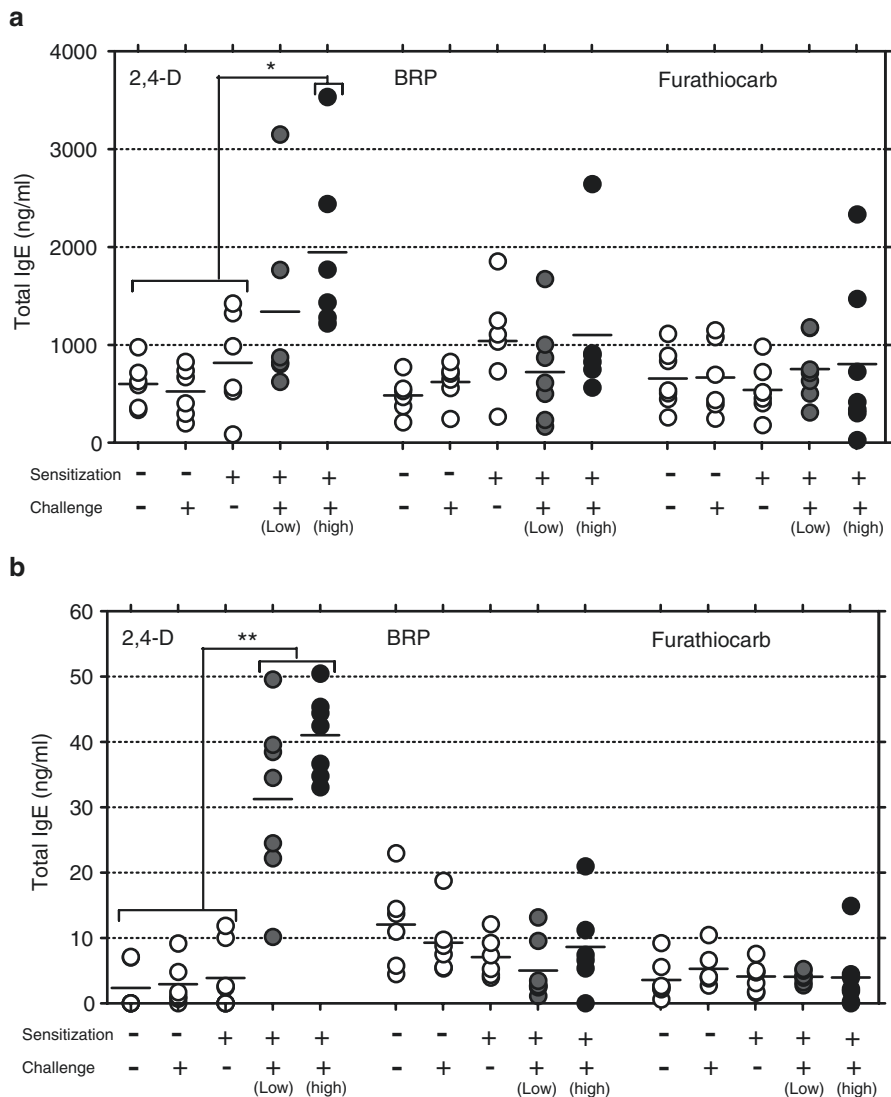 a
4000
3000
2000
1000
0
Total IgE (ng/ml)
2,4-D * BRP Furathiocarb
Sensitization - - + + + - - + + + - - + + +
Challenge - + - + + - + - + + - + - + +
(Low) (high) (Low) (high) (Low) (high)
b
60
50
40
30
20
10
0
Total IgE (ng/ml)
2,4-D ** BRP Furathiocarb
Sensitization - - + + + - - + + + - - + + +
Challenge - + - + + - + - + + - + - + +
(Low) (high) (Low) (high) (Low) (high)